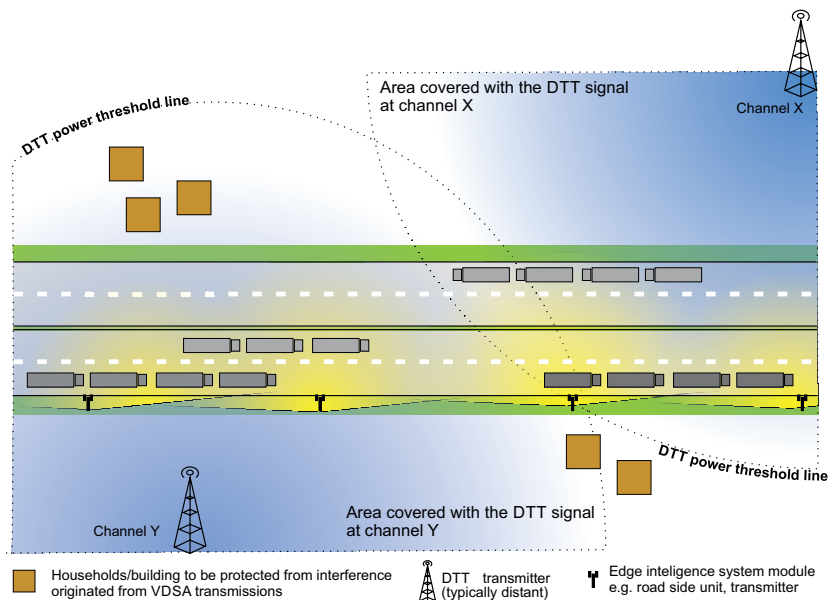 Area covered with the DTT signal
at channel X
Channel X
DTT power threshold line
DTT power threshold line
Channel Y
Area covered with the DTT signal
at channel Y
Households/building to be protected from interference
originated from VDSA transmissions
DTT transmitter
(typically distant)
Edge inteligence system module
e.g. road side unit, transmitter